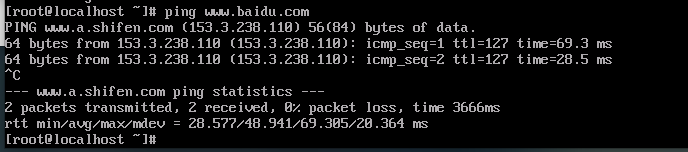 [root@localhost ~]# ping www.baidu.com
PING www.a.shifen.com (153.3.238.110) 56(84) bytes of data.
64 bytes from 153.3.238.110 (153.3.238.110): icmp_seq=1 ttl=127 time=69.3 ms
64 bytes from 153.3.238.110 (153.3.238.110): icmp_seq=2 ttl=127 time=28.5 ms
^C
--- www.a.shifen.com ping statistics ---
2 packets transmitted, 2 received, 0% packet loss, time 3666ms
rtt min/avg/max/mdev = 28.577/48.941/69.305/20.364 ms
[root@localhost ~]#